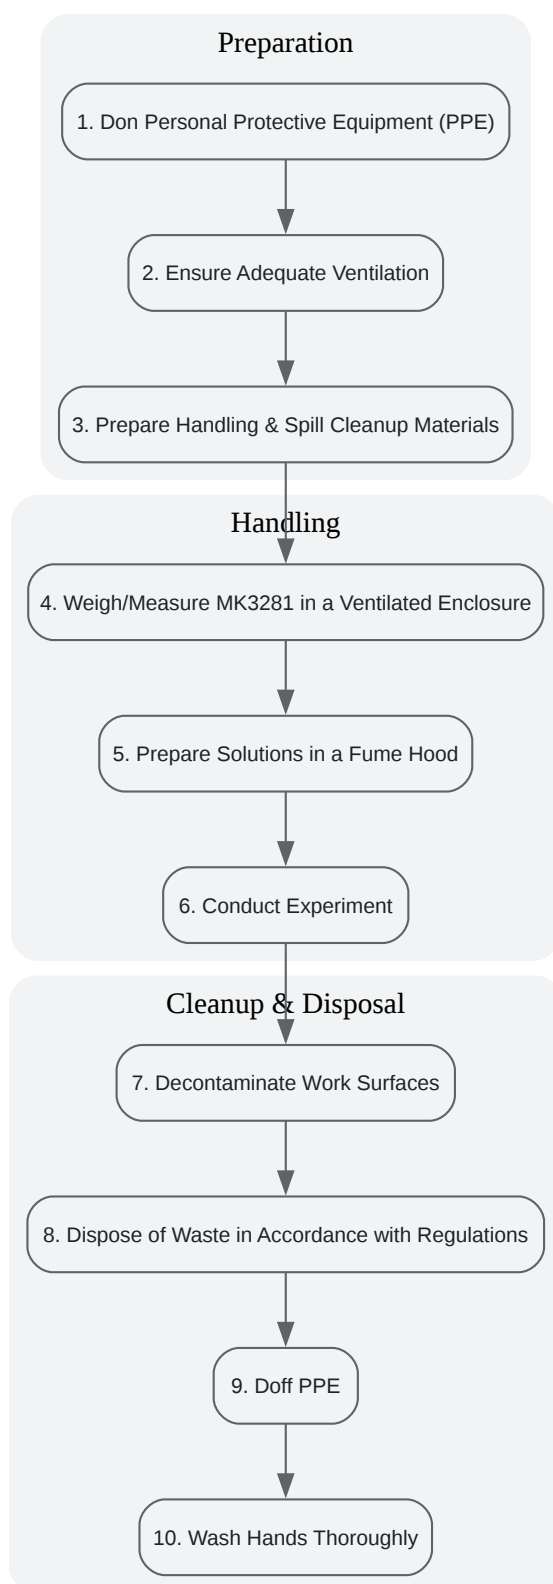 Preparation
1. Don Personal Protective Equipment (PPE)
2. Ensure Adequate Ventilation
3. Prepare Handling & Spill Cleanup Materials
Handling
4. Weigh/Measure MK3281 in a Ventilated Enclosure
5. Prepare Solutions in a Fume Hood
6. Conduct Experiment
Cleanup & Disposal
7. Decontaminate Work Surfaces
8. Dispose of Waste in Accordance with Regulations
9. Doff PPE
10. Wash Hands Thoroughly